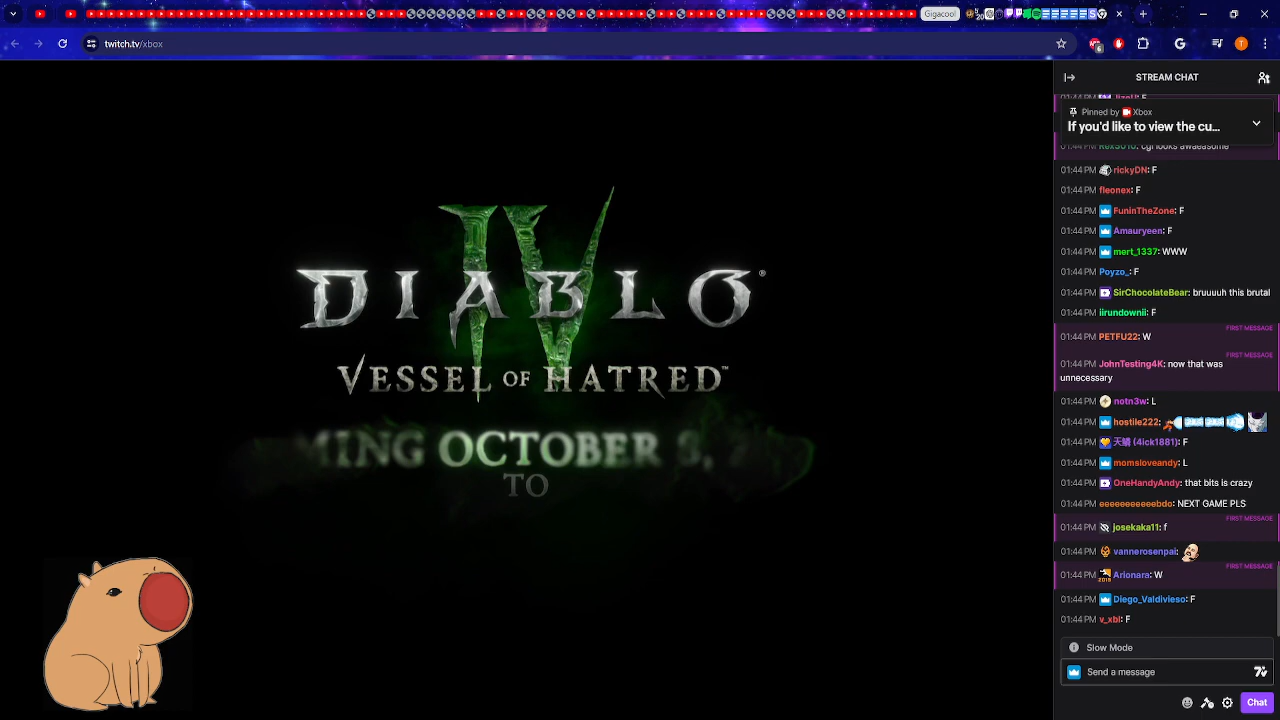 Gigacool
twitch.tv/xbox
STREAM CHAT
Pinned by Xbox
If you'd like to view the cu...
01:44 PM rickyDN: F
01:44 PM fleonex: F
01:44 PM FuninTheZone: F
01:44 PM Amauryeen: F
01:44 PM mert_1337: WWW
01:44 PM Poyzo_: F
01:44 PM SirChocolateBear: bruuuuh this brutal
01:44 PM iirundownii: F
FIRST MESSAGE
01:44 PM PETFU22: W
FIRST MESSAGE
01:44 PM JohnTesting4K: now that was
unnecessary
01:44 PM notn3w: L
01:44 PM hostile222:
01:44 PM 天鱗 (4ick1881): F
01:44 PM momsloveandy: L
01:44 PM OneHandyAndy: that blts is crazy
01:44 PM eeeeeeeeeeebdo: NEXT GAME PLS
FIRST MESSAGE
01:44 PM josekaka11: f
01:44 PM vannerosenpai:
FIRST MESSAGE
01:44 PM Arionara: W
01:44 PM Diego_Valdivieso: F
01:44 PM v_xbl: F
Slow Mode
Send a message
Chat
IV
DIABLO®
VESSEL OF HATRED™
OCTOBER
TO